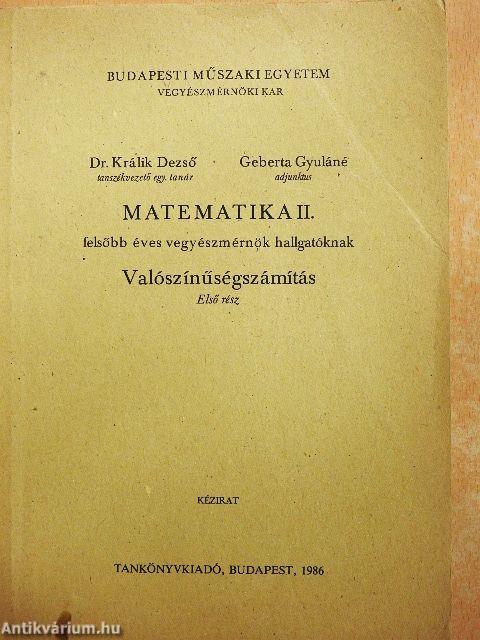 BUDAPESTI MŰSZAKI EGYETEM
VEGYÉSZMÉRNÖKI KAR
Dr. Králik Dezső · Geberta Gyuláné
tanszékvezető egy. tanár adjunktus
MATEMATIKA II.
felsőbb éves vegyészmérnök hallgatóknak
Valószínűségszámítás
Első rész
KÉZIRAT
TANKÖNYVKIADÓ, BUDAPEST, 1986
Antikvárium.hu